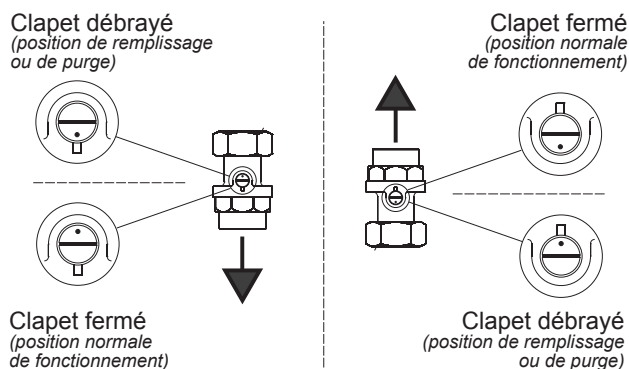 Clapet débrayé
(position de remplissage
ou de purge)
Clapet fermé
(position normale
de fonctionnement)
Clapet fermé
(position normale
de fonctionnement)
Clapet débrayé
(position de remplissage
ou de purge)